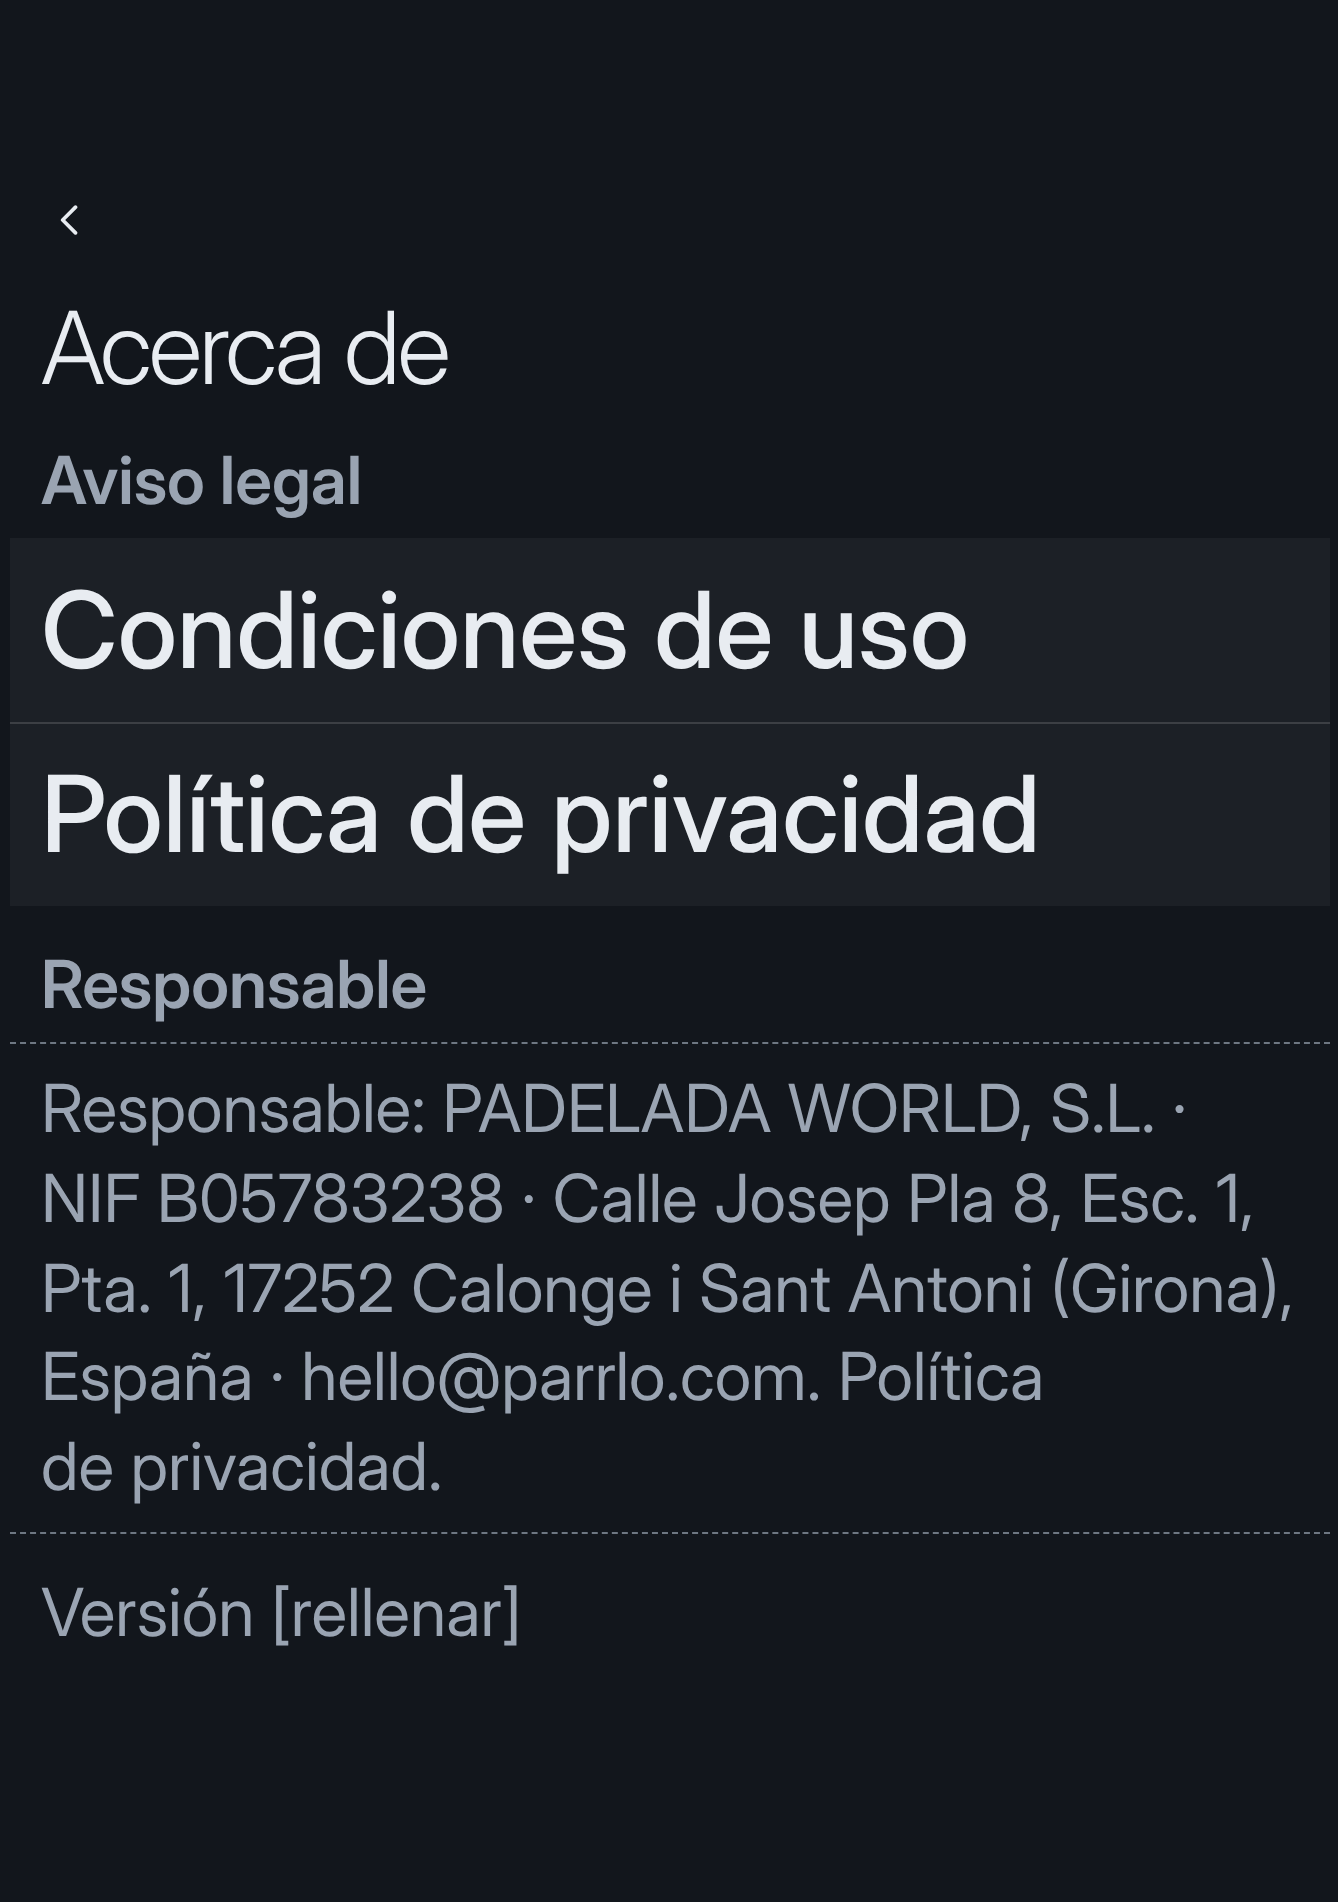 Acerca de
Aviso legal
Condiciones de uso
Política de privacidad
Responsable
Responsable: PADELADA WORLD, S.L. ·
NIF B05783238 · Calle Josep Pla 8, Esc. 1,
Pta. 1, 17252 Calonge i Sant Antoni (Girona),
España · hello@parrlo.com. Política
de privacidad.
Versión [rellenar]